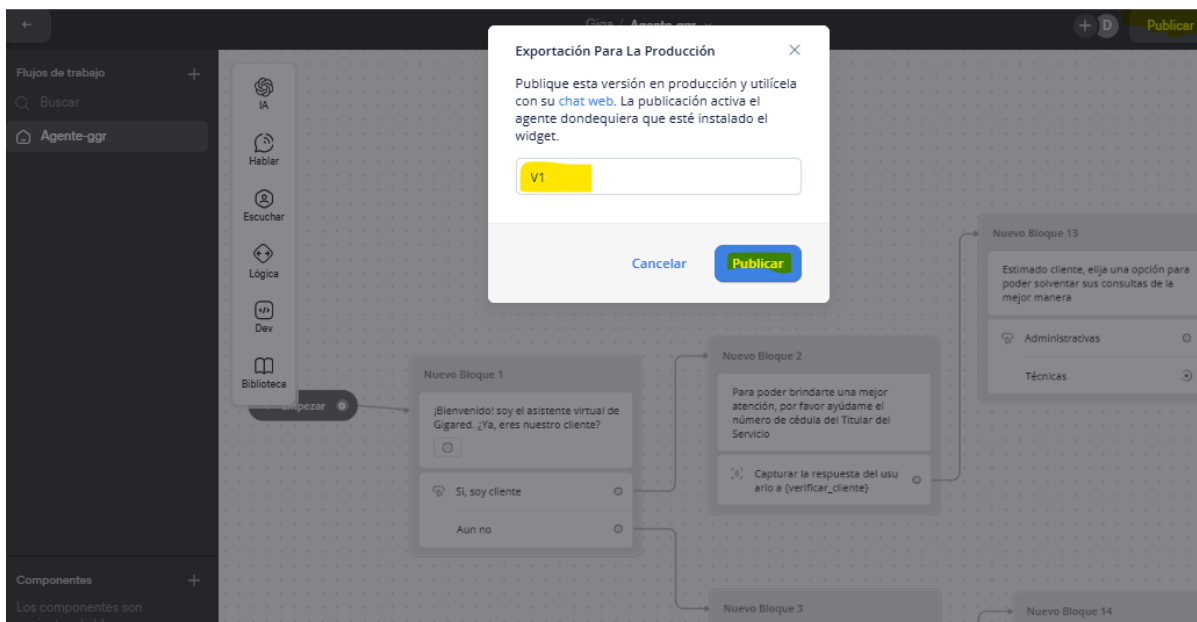 Giga / Agente-ggr
D
Publicar
Flujos de trabajo
Buscar
Agente-ggr
IA
Hablar
Escuchar
Lógica
Dev
Biblioteca
Exportación Para La Producción
Publique esta versión en producción y utilícela
con su chat web. La publicación activa el
agente dondequiera que esté instalado el
widget.
V1
Cancelar
Publicar
Empezar
Nuevo Bloque 1
¡Bienvenido! soy el asistente virtual de
Gigared. ¿Ya, eres nuestro cliente?
Si, soy cliente
Aun no
Nuevo Bloque 2
Para poder brindarte una mejor
atención, por favor ayúdame el
número de cédula del Titular del
Servicio
Capturar la respuesta del usu
ario a {verificar_cliente}
Nuevo Bloque 13
Estimado cliente, elija una opción para
poder solventar sus consultas de la
mejor manera
Administrativas
Técnicas
Nuevo Bloque 3
Nuevo Bloque 14
Componentes
Los componentes son